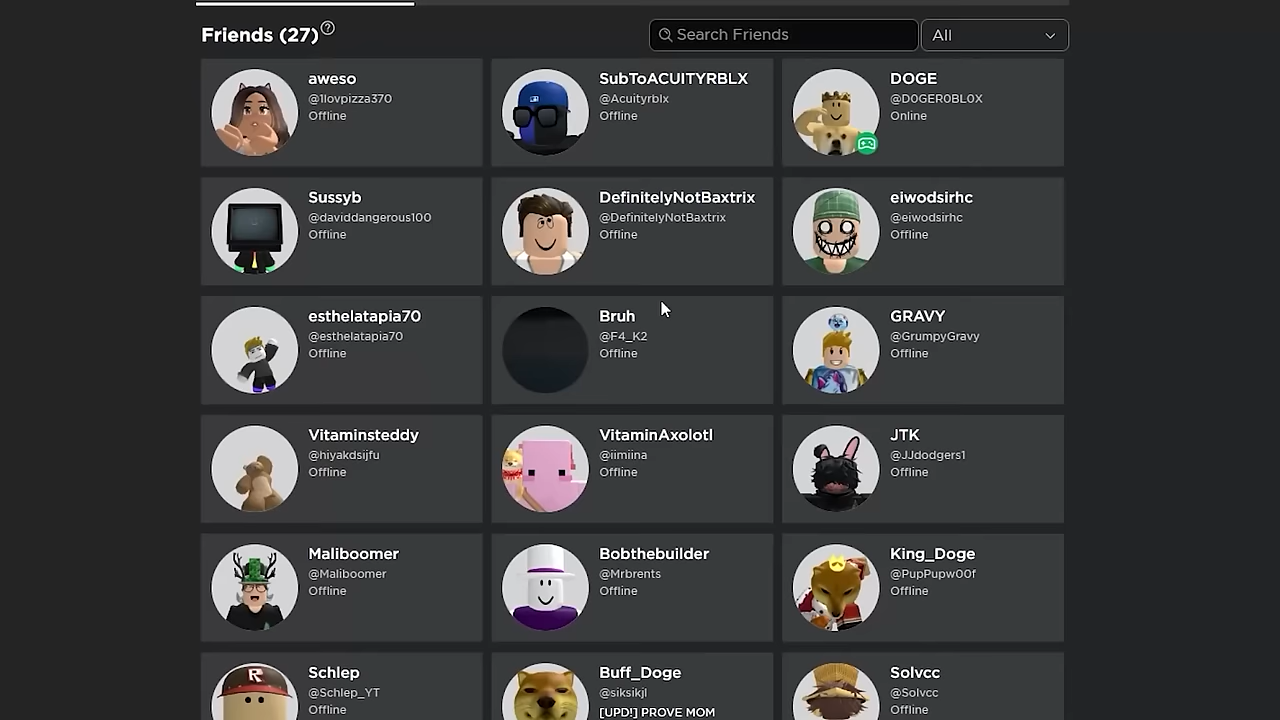 Friends (27)
?
Search Friends
All
aweso
@1lovpizza370
Offline
SubToACUITYRBLX
@Acuityrblx
Offline
DOGE
@D0GER0BL0X
Online
Sussyb
@daviddangerous100
Offline
DefinitelyNotBaxtrix
@DefinitelyNotBaxtrix
Offline
eiwodsirhc
@eiwodsirhc
Offline
esthelatapia70
@esthelatapia70
Offline
Bruh
@F4_K2
Offline
GRAVY
@GrumpyGravy
Offline
Vitaminsteddy
@hiyakdsijfu
Offline
VitaminAxolotl
@iimiina
Offline
JTK
@JJdodgers1
Offline
Maliboomer
@Maliboomer
Offline
Bobthebuilder
@Mrbrents
Offline
King_Doge
@PupPupw00f
Offline
Schlep
@Schlep_YT
Offline
Buff_Doge
@siksikjl
[UPD!] PROVE MOM
Solvcc
@Solvcc
Offline